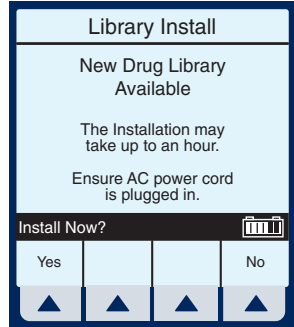 Library Install
New Drug Library
Available
The Installation may
take up to an hour.
Ensure AC power cord
is plugged in.
Install Now?
Yes
No